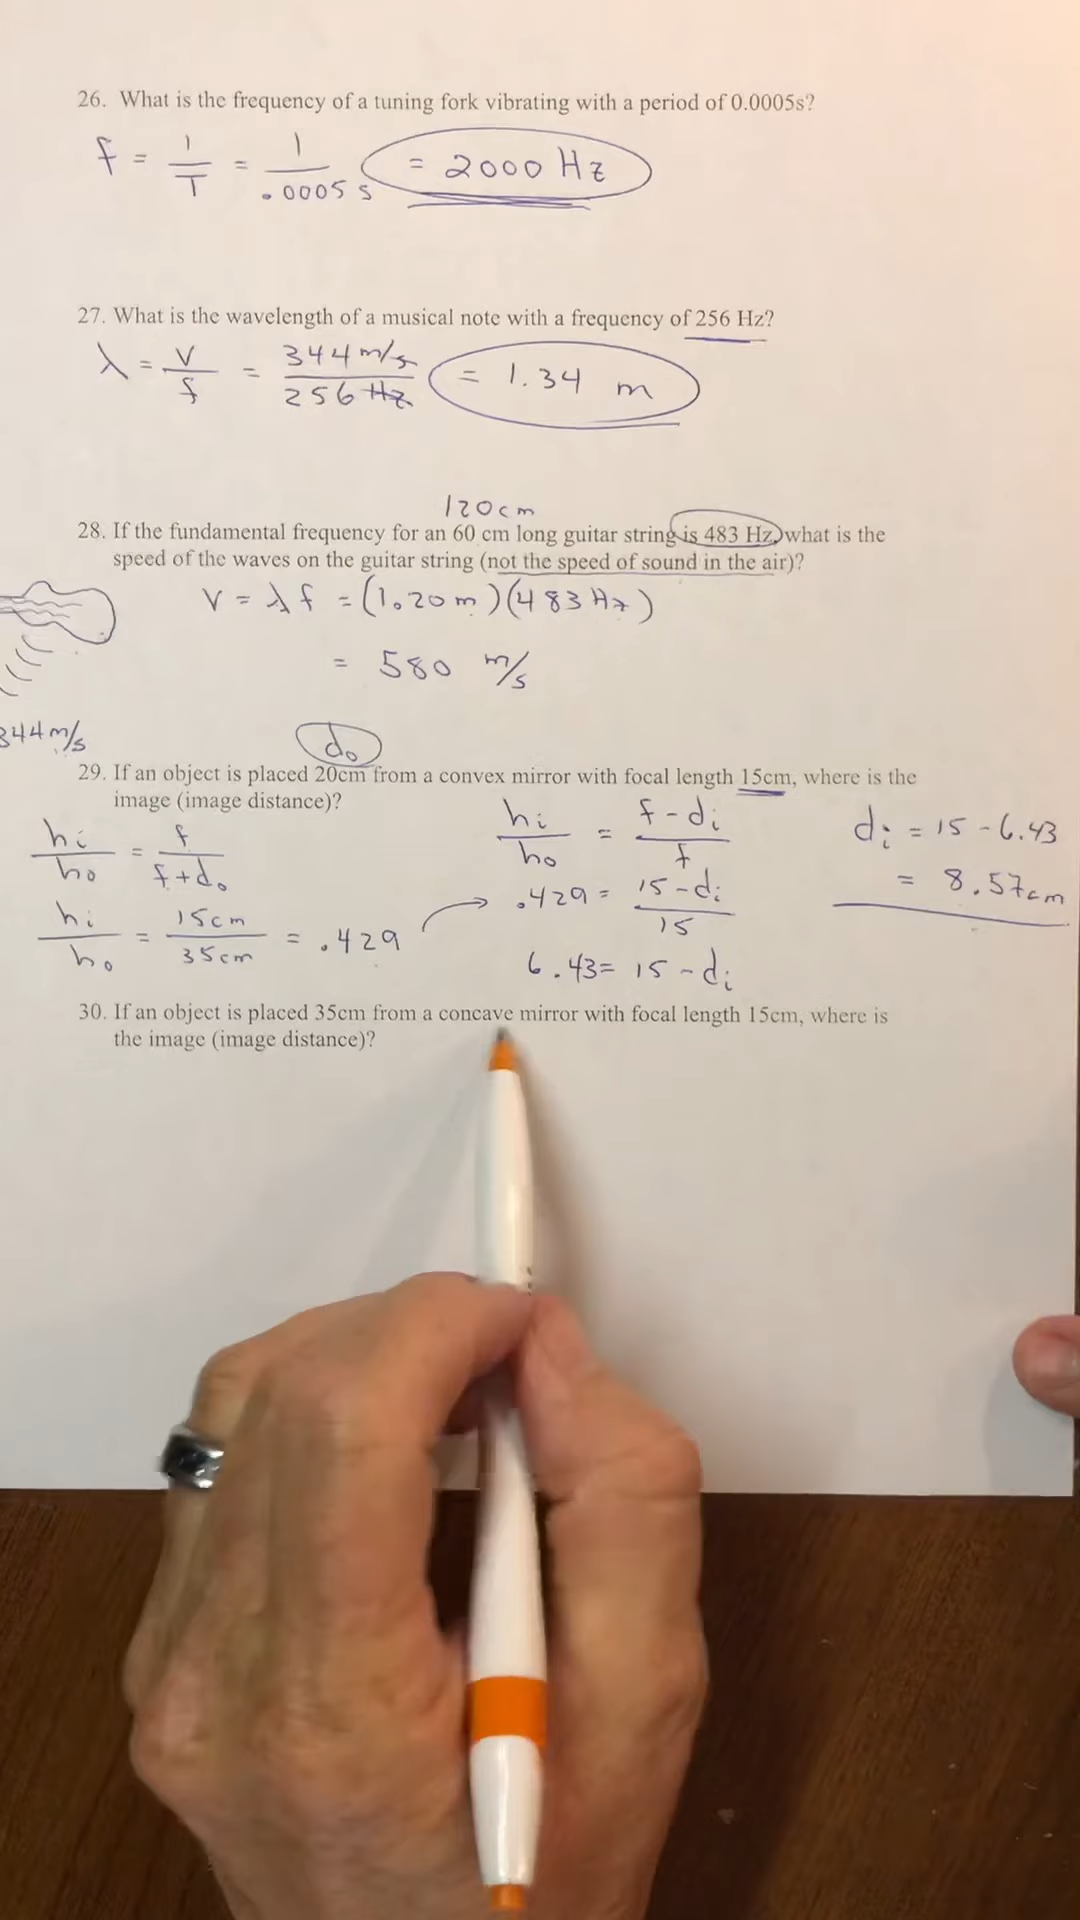 26. What is the frequency of a tuning fork vibrating with a period of 0.0005s?
f = 1/T = 1/.0005 s = 2000 Hz
27. What is the wavelength of a musical note with a frequency of 256 Hz?
λ = v/f = 344 m/s / 256 Hz = 1.34 m
120cm
28. If the fundamental frequency for an 60 cm long guitar string is 483 Hz, what is the
speed of the waves on the guitar string (not the speed of sound in the air)?
v = λ f = (1.20 m)(483 Hz)
= 580 m/s
344 m/s
do
29. If an object is placed 20cm from a convex mirror with focal length 15cm, where is the
image (image distance)?
hi/ho = f/f+do
hi/ho = 15cm/35cm = .429
hi/ho = f-di/f
.429 = 15-di/15
6.43 = 15 - di
di = 15 - 6.43
= 8.57cm
30. If an object is placed 35cm from a concave mirror with focal length 15cm, where is
the image (image distance)?